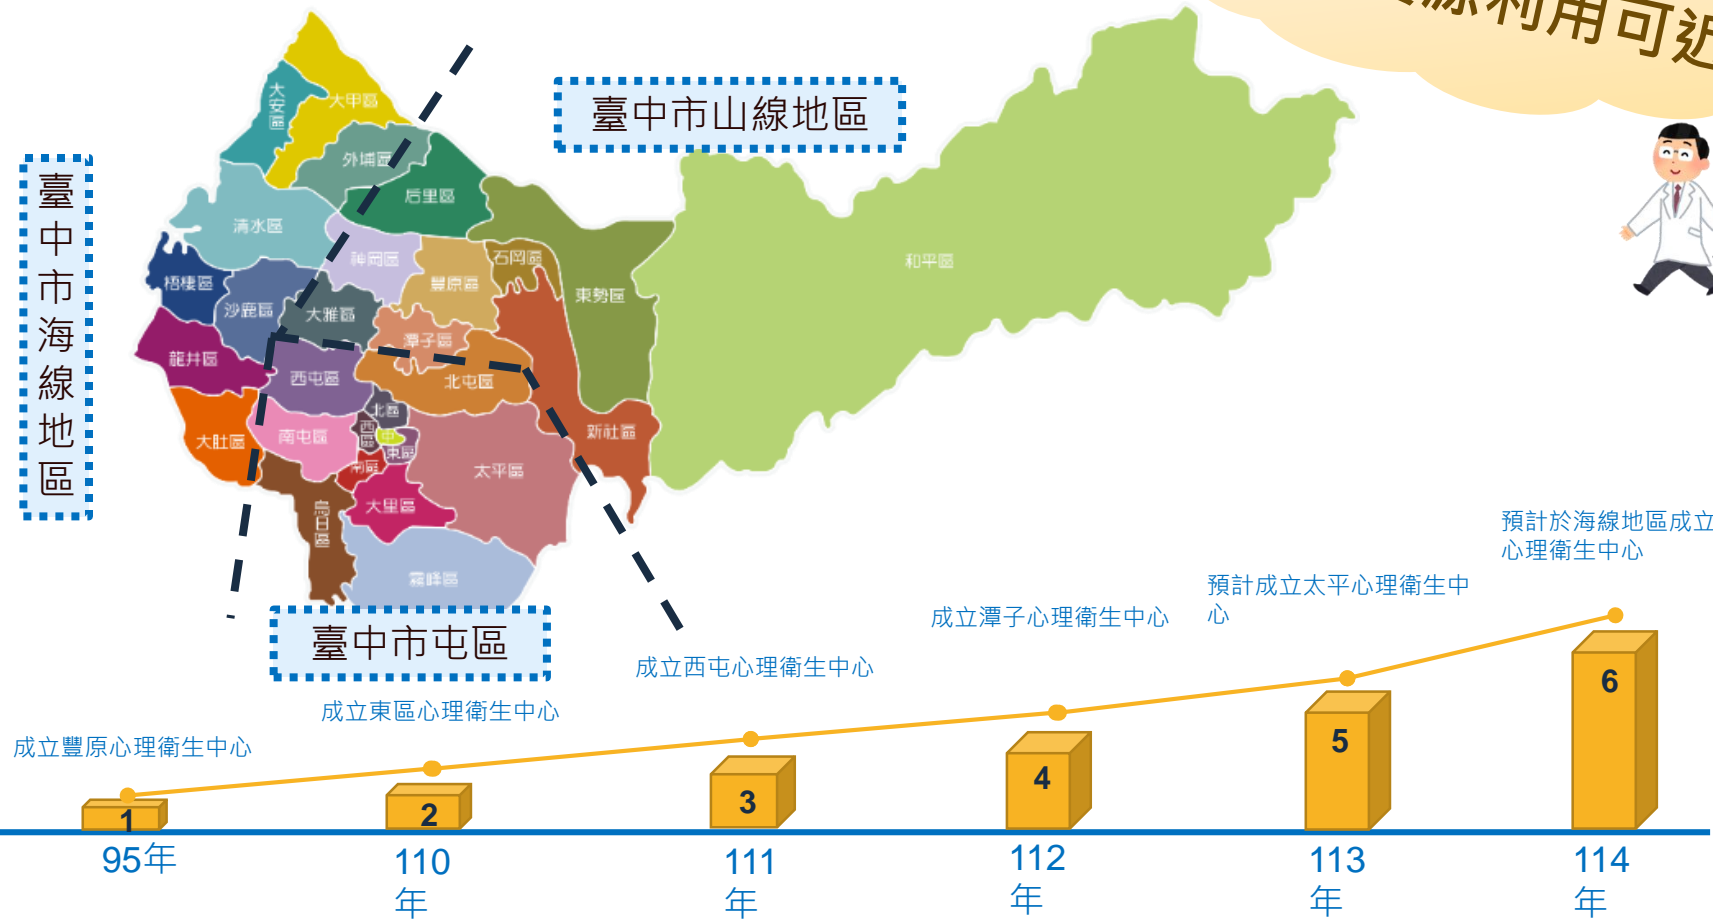 源利用可近
臺中市山線地區
臺中市海線地區
大安區
大甲區
外埔區
后里區
清水區
神岡區
豐原區
石岡區
東勢區
和平區
梧棲區
沙鹿區
大雅區
潭子區
龍井區
西屯區
北屯區
北區
西區
中
東區
南屯區
大肚區
新社區
太平區
南區
大里區
烏日區
霧峰區
臺中市屯區
預計於海線地區成立
心理衛生中心
預計成立太平心理衛生中
心
成立潭子心理衛生中心
成立西屯心理衛生中心
成立東區心理衛生中心
成立豐原心理衛生中心
1
2
3
4
5
6
95年
110
年
111
年
112
年
113
年
114
年